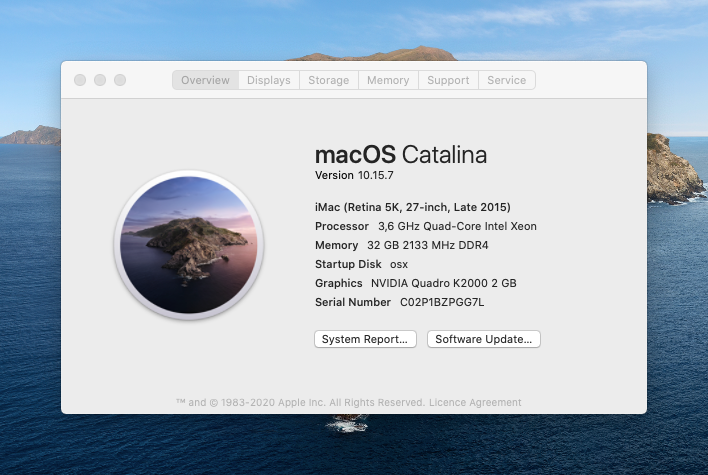 Overview Displays Storage Memory Support Service
macOS Catalina
Version 10.15.7
iMac (Retina 5K, 27-inch, Late 2015)
Processor 3,6 GHz Quad-Core Intel Xeon
Memory 32 GB 2133 MHz DDR4
Startup Disk osx
Graphics NVIDIA Quadro K2000 2 GB
Serial Number C02P1BZPGG7L
System Report... Software Update...
™ and © 1983-2020 Apple Inc. All Rights Reserved. Licence Agreement